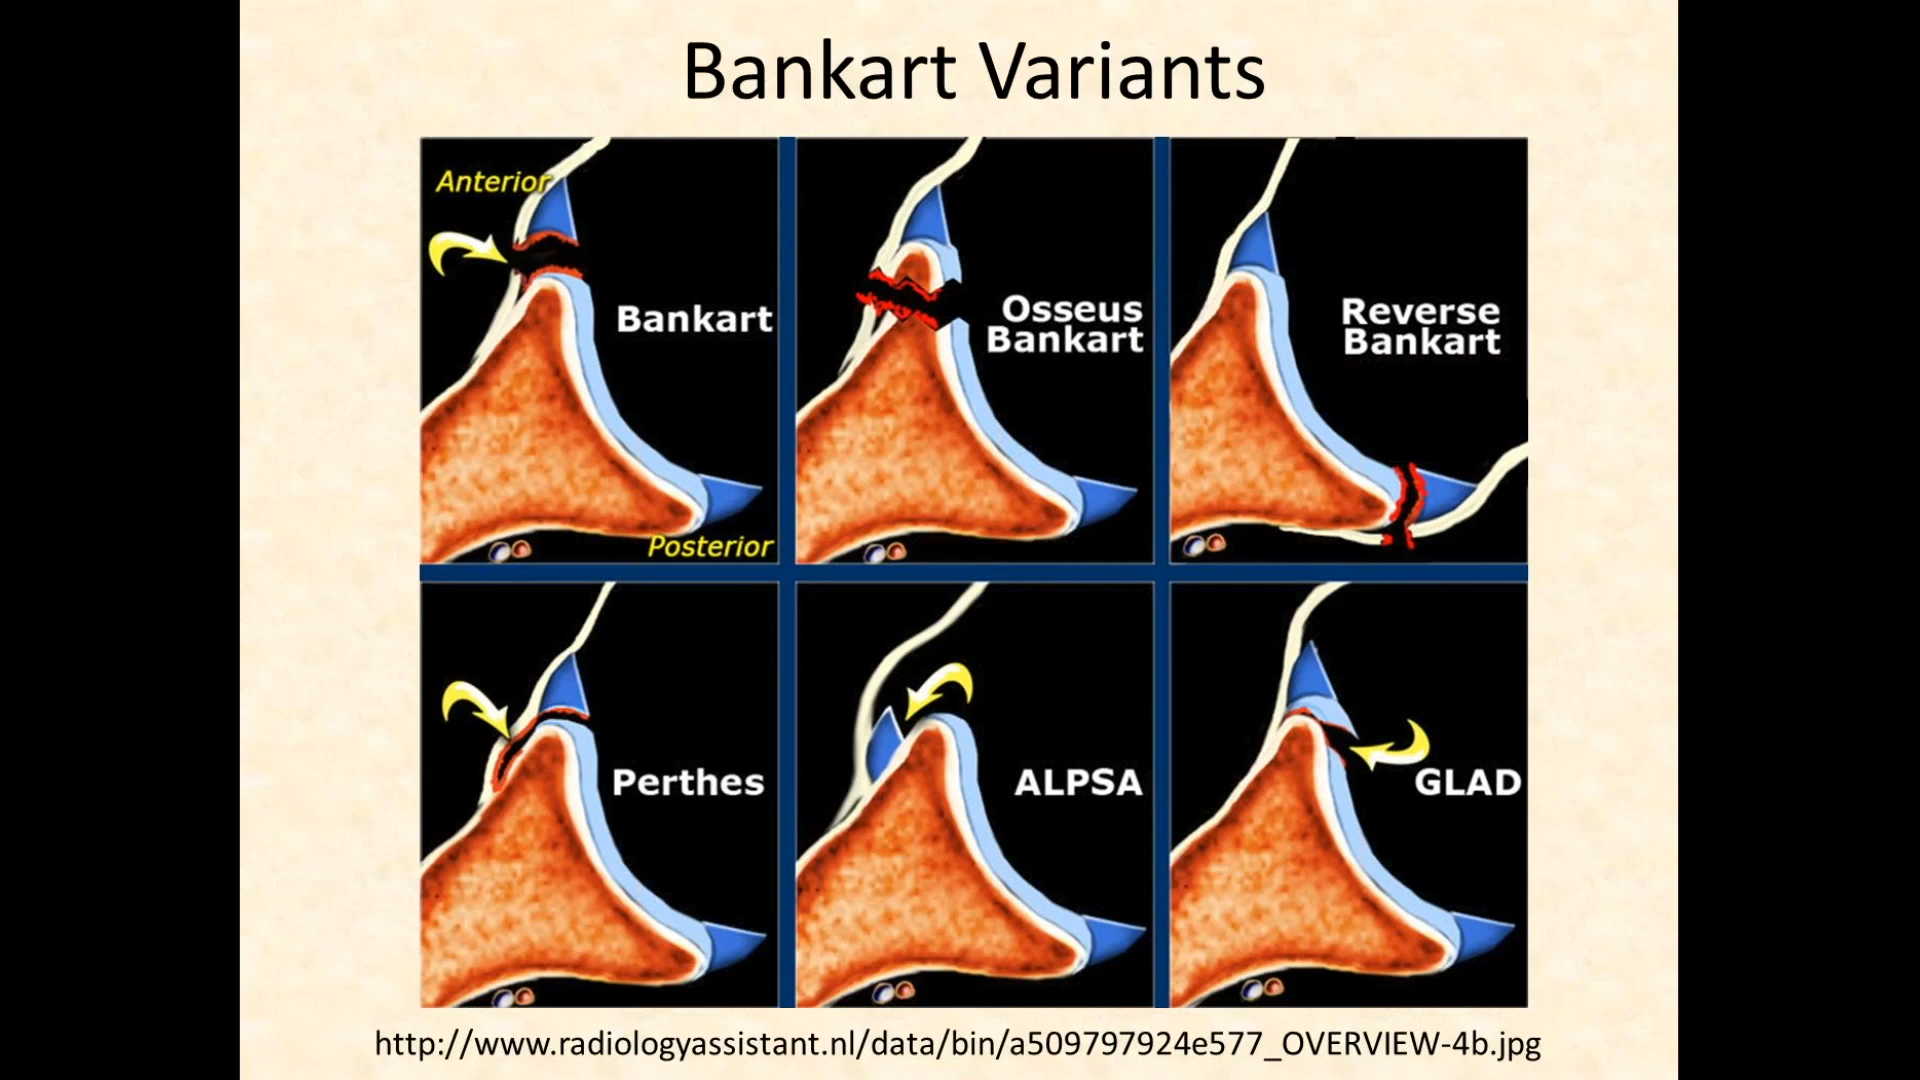 Bankart Variants
Anterior
Bankart
Posterior
Osseus
Bankart
Reverse
Bankart
Perthes
ALPSA
GLAD
http://www.radiologyassistant.nl/data/bin/a509797924e577_OVERVIEW-4b.jpg